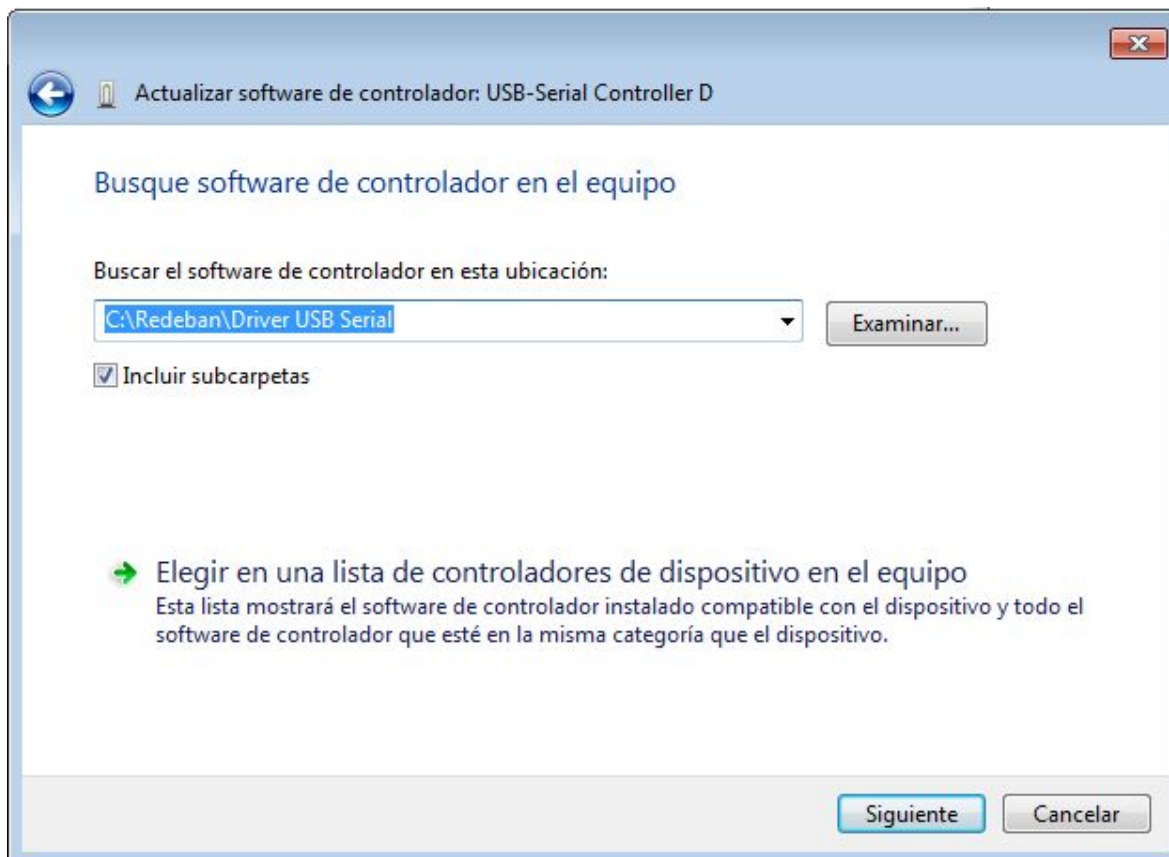 Actualizar software de controlador: USB-Serial Controller D
Busque software de controlador en el equipo
Buscar el software de controlador en esta ubicación:
C:\Redeban\Driver USB Serial
Examinar...
Incluir subcarpetas
Elegir en una lista de controladores de dispositivo en el equipo
Esta lista mostrará el software de controlador instalado compatible con el dispositivo y todo el
software de controlador que esté en la misma categoría que el dispositivo.
Siguiente
Cancelar